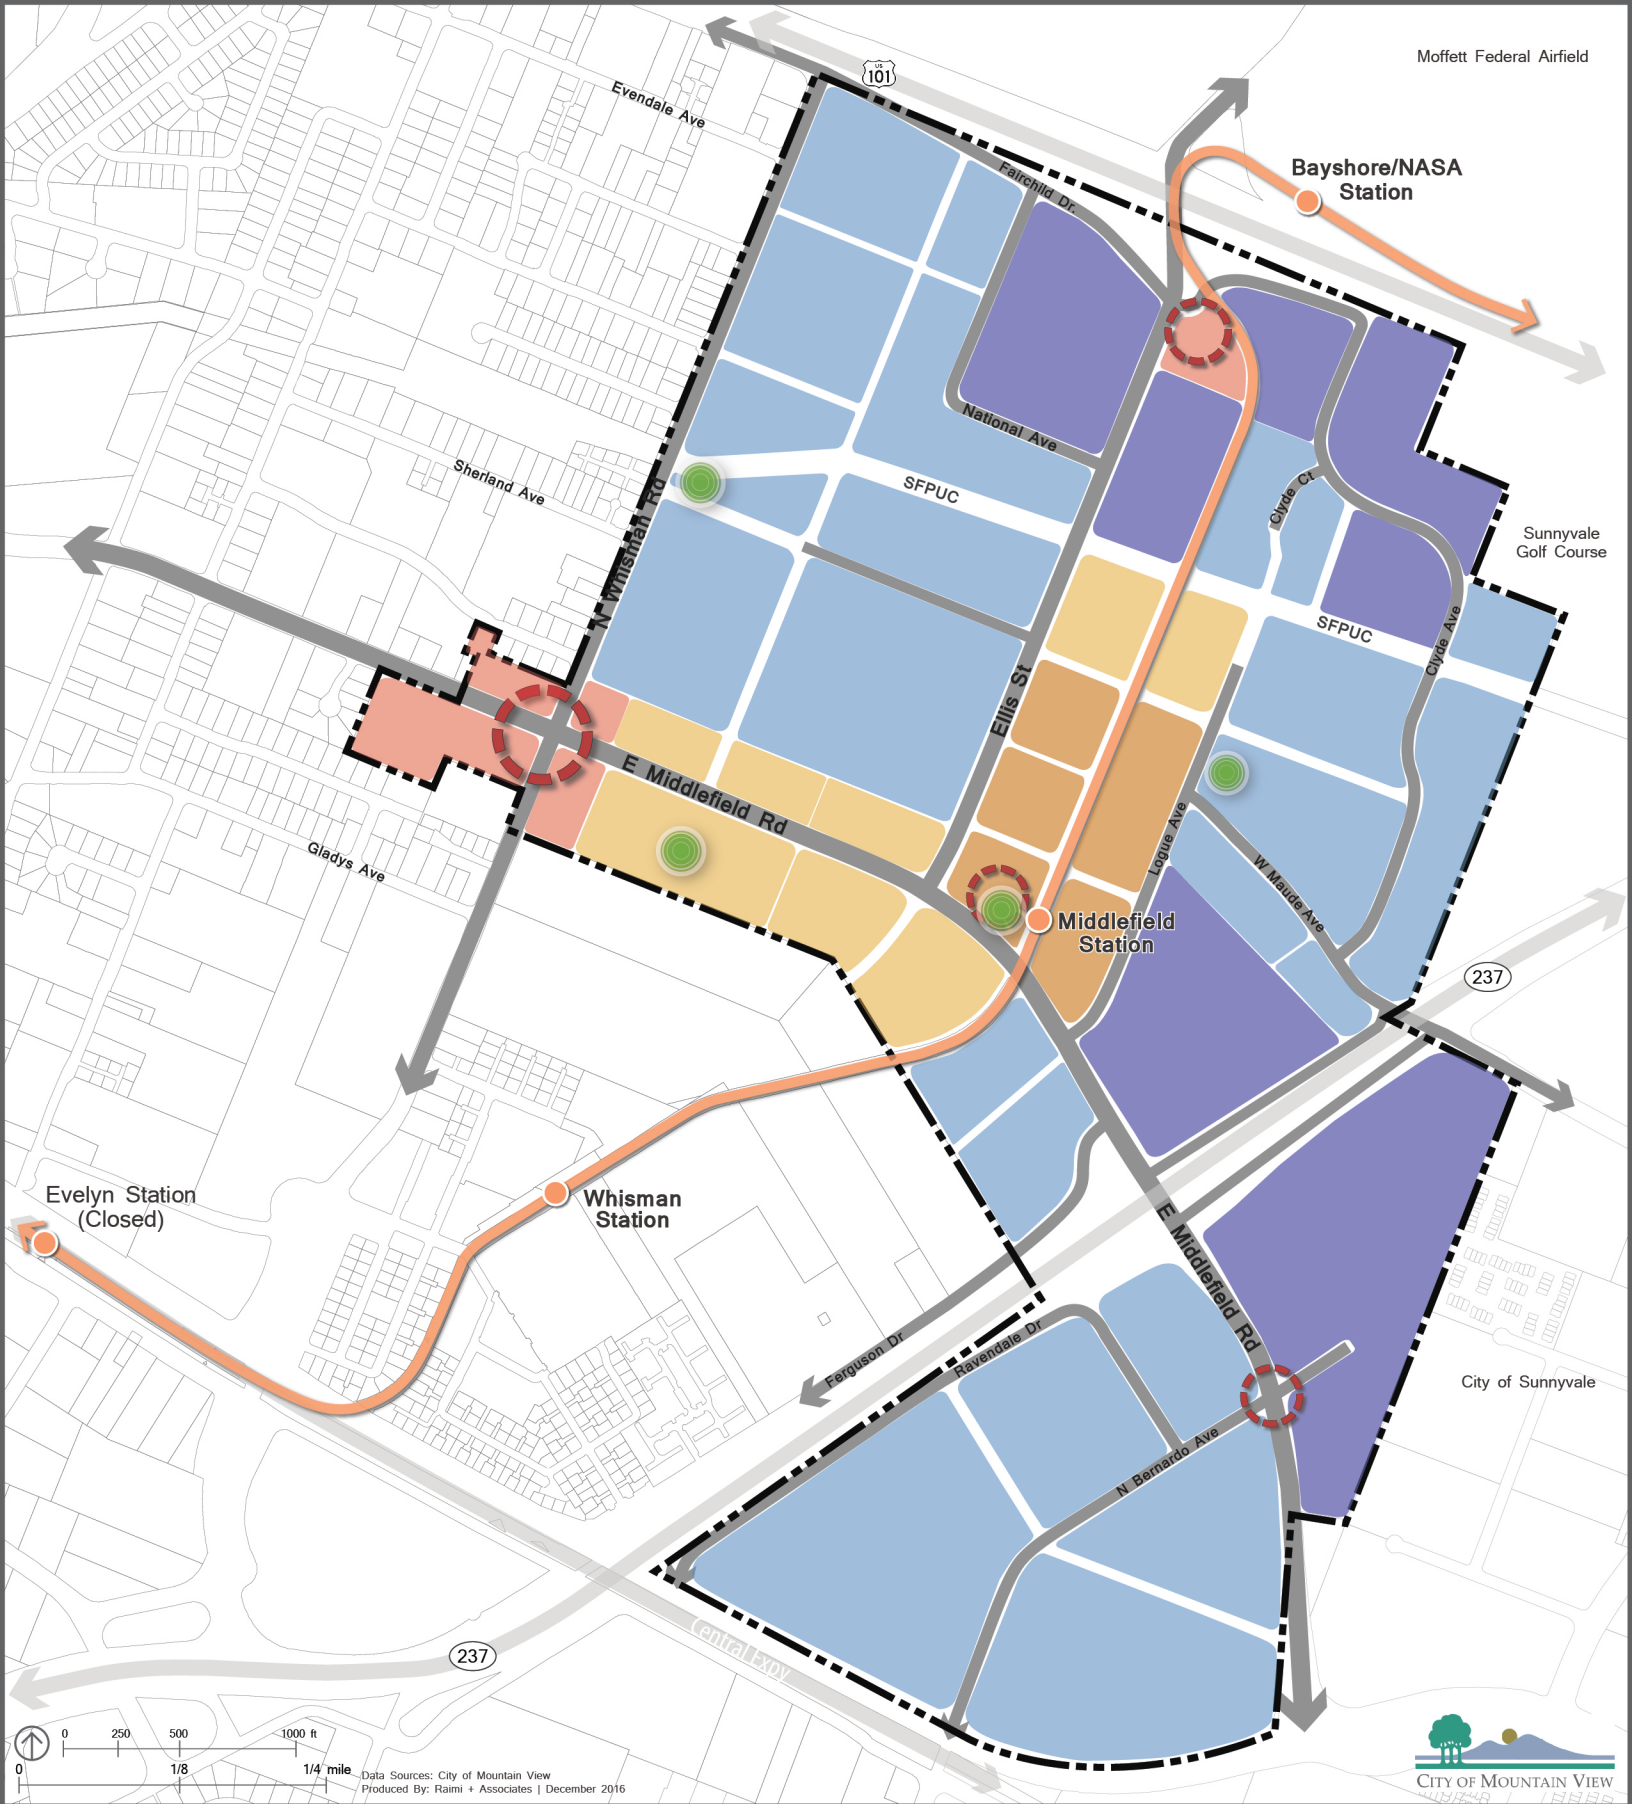 Moffett Federal Airfield
US
101
Evendale Ave
Bayshore/NASA
Station
Fairchild Dr.
National Ave
Sherland Ave
SFPUC
Clyde Ct
Sunnyvale
Golf Course
N Whisman Rd
SFPUC
Clyde Ave
Ellis St
E Middlefield Rd
Logue Ave
Gladys Ave
W Maude Ave
Middlefield
Station
237
Evelyn Station
(Closed)
Whisman
Station
E Middlefield Rd
Ferguson Dr
Ravendale Dr
City of Sunnyvale
N Bernardo Ave
237
Central Expy
0 250 500 1000 ft
0 1/8 1/4 mile
Data Sources: City of Mountain View
Produced By: Raimi + Associates | December 2016
CITY OF MOUNTAIN VIEW